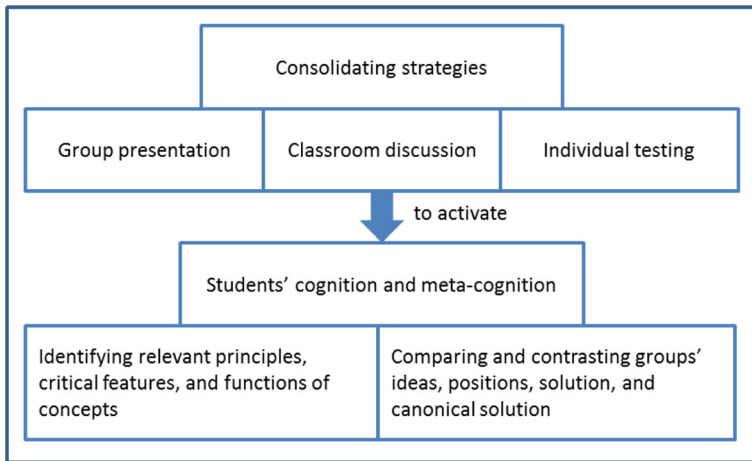 Consolidating strategies
Group presentation
Classroom discussion
Individual testing
to activate
Students’ cognition and meta-cognition
Identifying relevant principles,
critical features, and functions of
concepts
Comparing and contrasting groups’
ideas, positions, solution, and
canonical solution